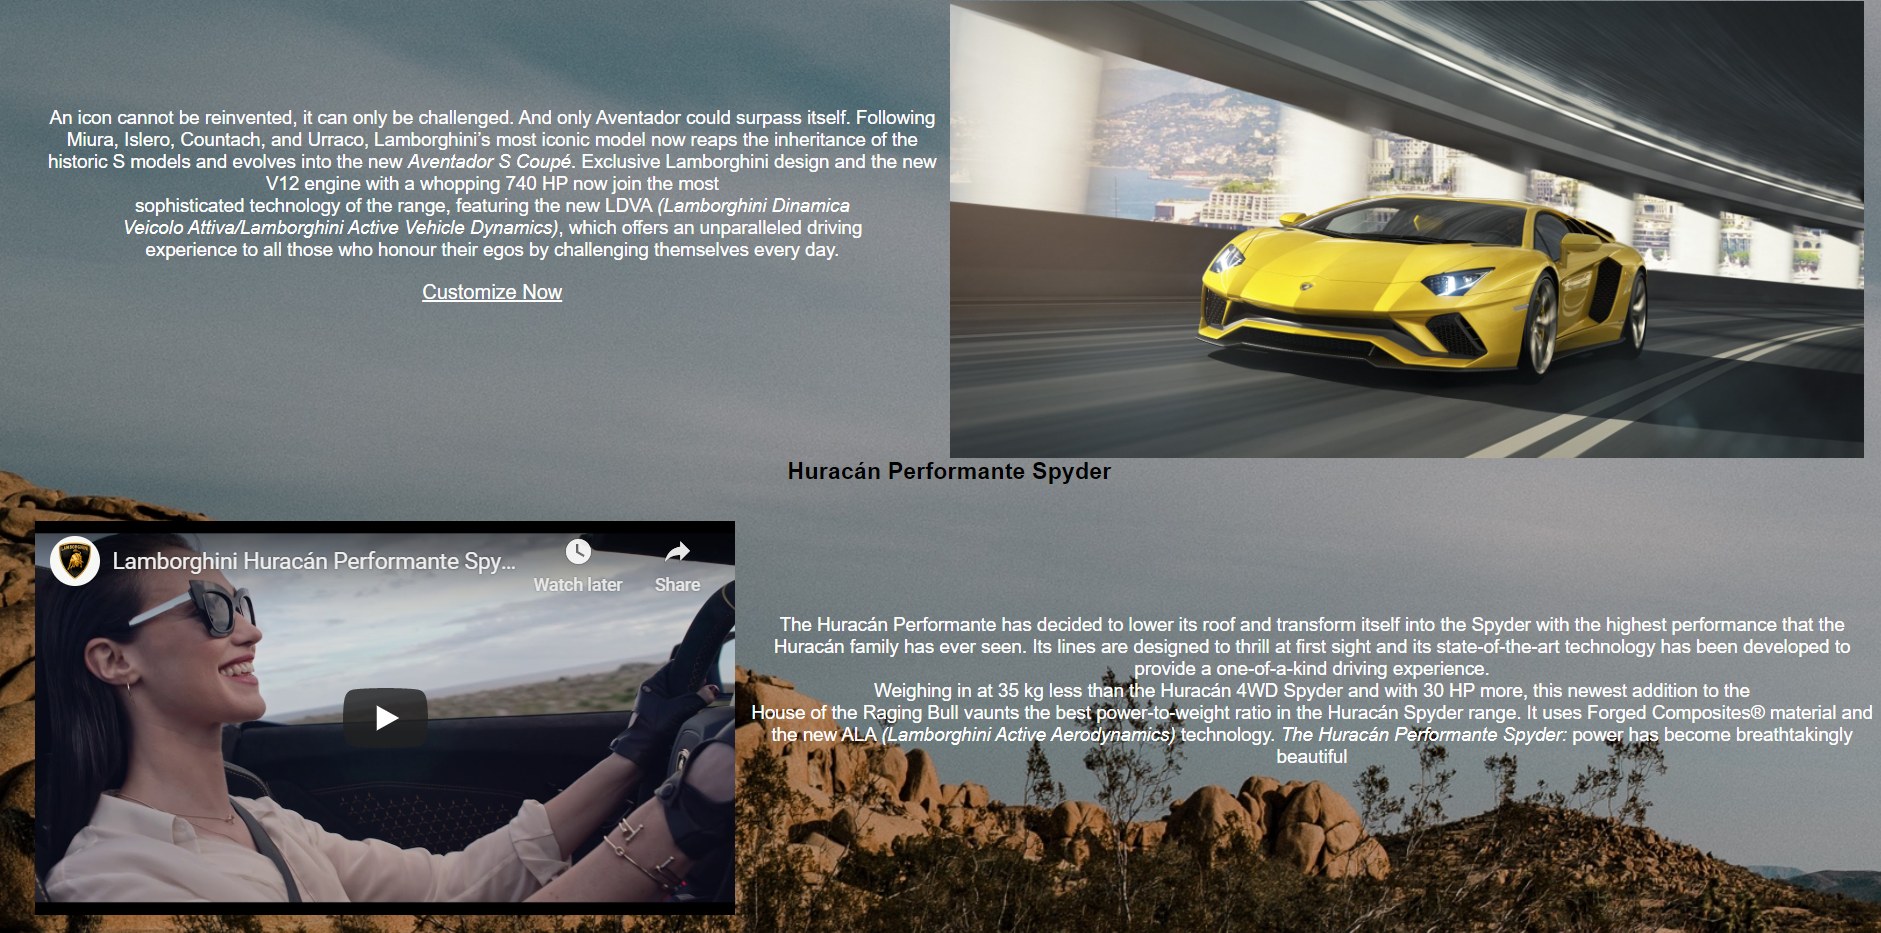 An icon cannot be reinvented, it can only be challenged. And only Aventador could surpass itself. Following
Miura, Islero, Countach, and Urraco, Lamborghini’s most iconic model now reaps the inheritance of the
historic S models and evolves into the new Aventador S Coupé. Exclusive Lamborghini design and the new
V12 engine with a whopping 740 HP now join the most
sophisticated technology of the range, featuring the new LDVA (Lamborghini Dinamica
Veicolo Attiva/Lamborghini Active Vehicle Dynamics), which offers an unparalleled driving
experience to all those who honour their egos by challenging themselves every day.
Customize Now
Huracán Performante Spyder
LAMBORGHINI
Lamborghini Huracán Performante Spy...
Watch later
Share
The Huracán Performante has decided to lower its roof and transform itself into the Spyder with the highest performance that the
Huracán family has ever seen. Its lines are designed to thrill at first sight and its state-of-the-art technology has been developed to
provide a one-of-a-kind driving experience.
Weighing in at 35 kg less than the Huracán 4WD Spyder and with 30 HP more, this newest addition to the
House of the Raging Bull vaunts the best power-to-weight ratio in the Huracán Spyder range. It uses Forged Composites® material and
the new ALA (Lamborghini Active Aerodynamics) technology. The Huracán Performante Spyder: power has become breathtakingly
beautiful